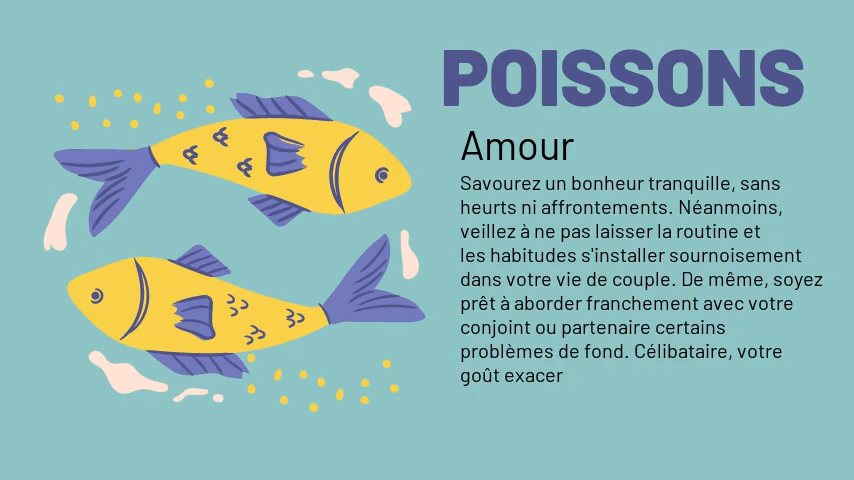 POISSONS
Amour
Savourez un bonheur tranquille, sans
heurts ni affrontements. Néanmoins,
veillez à ne pas laisser la routine et
les habitudes s'installer sournoisement
dans votre vie de couple. De même, soyez
prêt à aborder franchement avec votre
conjoint ou partenaire certains
problèmes de fond. Célibataire, votre
goût exacer